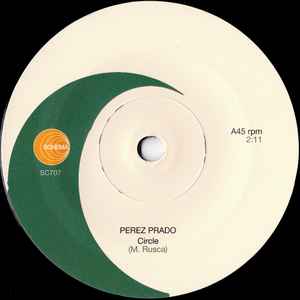 SCHEMA
SC707
A45 rpm
2:11
PEREZ PRADO
Circle
(M. Rusca)